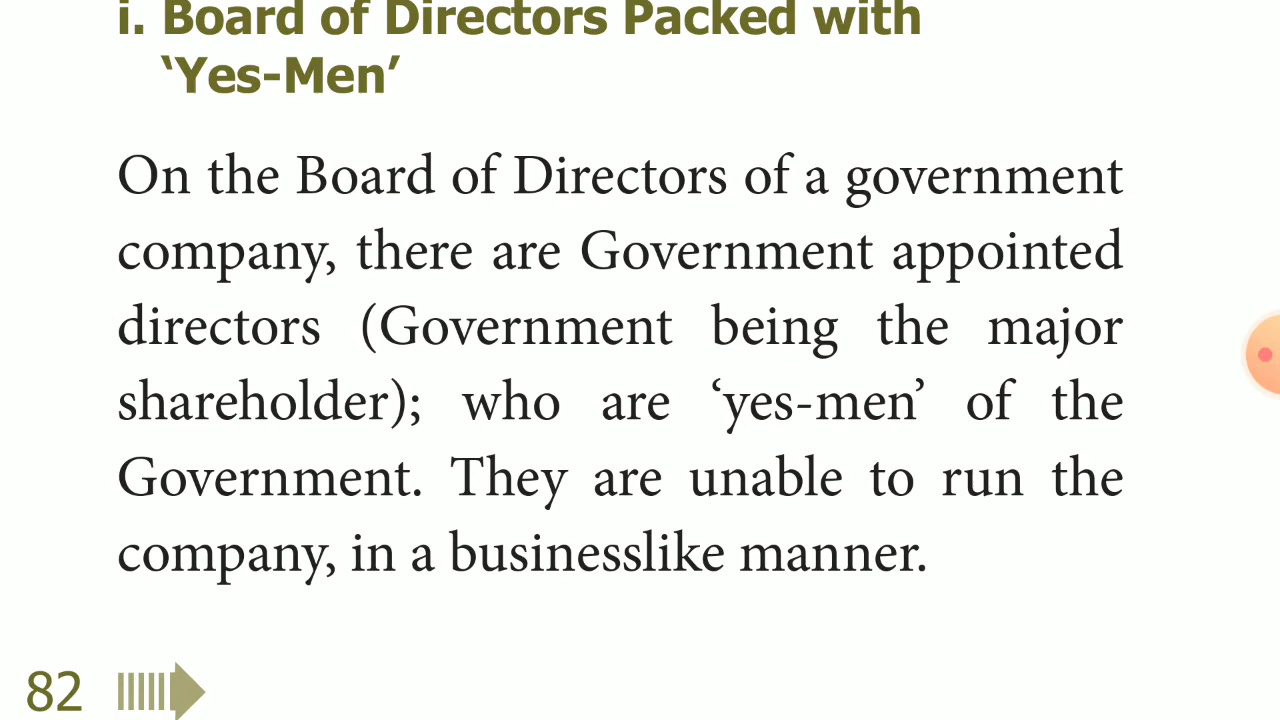 i. Board of Directors Packed with
‘Yes-Men’
On the Board of Directors of a government
company, there are Government appointed
directors (Government being the major
shareholder); who are ‘yes-men’ of the
Government. They are unable to run the
company, in a businesslike manner.
82